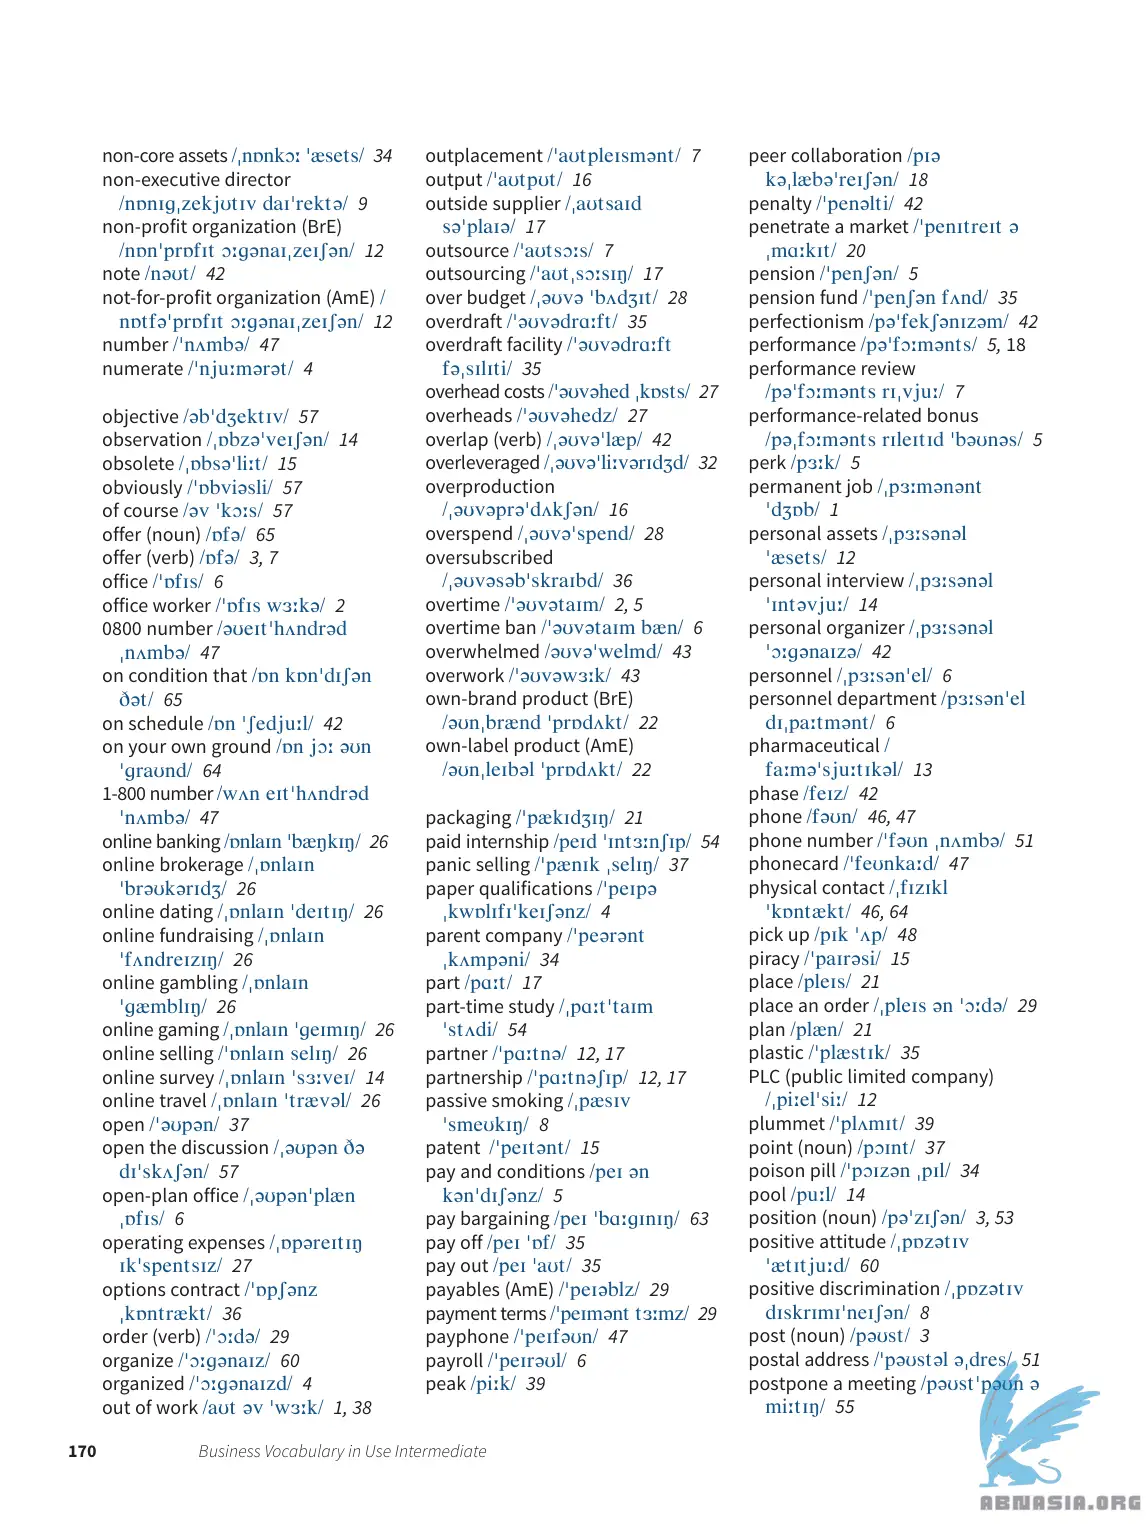 non-core assets /ˌnɒnkɔː ˈæsets/ 34
non-executive director
/nɒnɪɡˌzekjʊtɪv daɪˈrektə/ 9
non-profit organization (BrE)
/nɒnˈprɒfɪt ɔːɡənaɪˌzeɪʃən/ 12
note /nəʊt/ 42
not-for-profit organization (AmE) /
nɒtfəˈprɒfɪt ɔːɡənaɪˌzeɪʃən/ 12
number /ˈnʌmbə/ 47
numerate /ˈnjuːmərət/ 4
objective /əbˈdʒektɪv/ 57
observation /ˌɒbzəˈveɪʃən/ 14
obsolete /ˌɒbsəˈliːt/ 15
obviously /ˈɒbviəsli/ 57
of course /əv ˈkɔːs/ 57
offer (noun) /ɒfə/ 65
offer (verb) /ɒfə/ 3, 7
office /ˈɒfɪs/ 6
office worker /ˈɒfɪs wɜːkə/ 2
0800 number /əʊeɪtˈhʌndrəd
ˌnʌmbə/ 47
on condition that /ɒn kɒnˈdɪʃən
ðət/ 65
on schedule /ɒn ˈʃedjuːl/ 42
on your own ground /ɒn jɔː əʊn
ˈɡraʊnd/ 64
1-800 number /wʌn eɪtˈhʌndrəd
ˈnʌmbə/ 47
online banking /ɒnlaɪn ˈbæŋkɪŋ/ 26
online brokerage /ˌɒnlaɪn
ˈbrəʊkərɪdʒ/ 26
online dating /ˌɒnlaɪn ˈdeɪtɪŋ/ 26
online fundraising /ˌɒnlaɪn
ˈfʌndreɪzɪŋ/ 26
online gambling /ˌɒnlaɪn
ˈɡæmblɪŋ/ 26
online gaming /ˌɒnlaɪn ˈɡeɪmɪŋ/ 26
online selling /ˈɒnlaɪn selɪŋ/ 26
online survey /ˌɒnlaɪn ˈsɜːveɪ/ 14
online travel /ˌɒnlaɪn ˈtrævəl/ 26
open /ˈəʊpən/ 37
open the discussion /ˌəʊpən ðə
dɪˈskʌʃən/ 57
open-plan office /ˌəʊpənˈplæn
ˌɒfɪs/ 6
operating expenses /ˌɒpəreɪtɪŋ
ɪkˈspentsɪz/ 27
options contract /ˈɒpʃənz
ˌkɒntrækt/ 36
order (verb) /ˈɔːdə/ 29
organize /ˈɔːɡənaɪz/ 60
organized /ˈɔːɡənaɪzd/ 4
out of work /aʊt əv ˈwɜːk/ 1, 38
outplacement /ˈaʊtpleɪsmənt/ 7
output /ˈaʊtpʊt/ 16
outside supplier /ˌaʊtsaɪd
səˈplaɪə/ 17
outsource /ˈaʊtsɔːs/ 7
outsourcing /ˈaʊtˌsɔːsɪŋ/ 17
over budget /ˌəʊvə ˈbʌdʒɪt/ 28
overdraft /ˈəʊvədrɑːft/ 35
overdraft facility /ˈəʊvədrɑːft
fəˌsɪlɪti/ 35
overhead costs /ˈəʊvəhed ˌkɒsts/ 27
overheads /ˈəʊvəhedz/ 27
overlap (verb) /ˌəʊvəˈlæp/ 42
overleveraged /ˌəʊvəˈliːvərɪdʒd/ 32
overproduction
/ˌəʊvəprəˈdʌkʃən/ 16
overspend /ˌəʊvəˈspend/ 28
oversubscribed
/ˌəʊvəsəbˈskraɪbd/ 36
overtime /ˈəʊvətaɪm/ 2, 5
overtime ban /ˈəʊvətaɪm bæn/ 6
overwhelmed /əʊvəˈwelmd/ 43
overwork /ˈəʊvəwɜːk/ 43
own-brand product (BrE)
/əʊnˌbrænd ˈprɒdʌkt/ 22
own-label product (AmE)
/əʊnˌleɪbəl ˈprɒdʌkt/ 22
packaging /ˈpækɪdʒɪŋ/ 21
paid internship /peɪd ˈɪntɜːnʃɪp/ 54
panic selling /ˈpænɪk ˌselɪŋ/ 37
paper qualifications /ˈpeɪpə
ˌkwɒlɪfɪˈkeɪʃənz/ 4
parent company /ˈpeərənt
ˌkʌmpəni/ 34
part /pɑːt/ 17
part-time study /ˌpɑːtˈtaɪm
ˈstʌdi/ 54
partner /ˈpɑːtnə/ 12, 17
partnership /ˈpɑːtnəʃɪp/ 12, 17
passive smoking /ˌpæsɪv
ˈsmeʊkɪŋ/ 8
patent /ˈpeɪtənt/ 15
pay and conditions /peɪ ən
kənˈdɪʃənz/ 5
pay bargaining /peɪ ˈbɑːɡɪnɪŋ/ 63
pay off /peɪ ˈɒf/ 35
pay out /peɪ ˈaʊt/ 35
payables (AmE) /ˈpeɪəblz/ 29
payment terms /ˈpeɪmənt tɜːmz/ 29
payphone /ˈpeɪfəʊn/ 47
payroll /ˈpeɪrəʊl/ 6
peak /piːk/ 39
peer collaboration /pɪə
kəˌlæbəˈreɪʃən/ 18
penalty /ˈpenəlti/ 42
penetrate a market /ˈpenɪtreɪt ə
ˌmɑːkɪt/ 20
pension /ˈpenʃən/ 5
pension fund /ˈpenʃən fʌnd/ 35
perfectionism /pəˈfekʃənɪzəm/ 42
performance /pəˈfɔːmənts/ 5, 18
performance review
/pəˈfɔːmənts rɪˌvjuː/ 7
performance-related bonus
/pəˌfɔːmənts rɪleɪtɪd ˈbəʊnəs/ 5
perk /pɜːk/ 5
permanent job /ˌpɜːmənənt
ˈdʒɒb/ 1
personal assets /ˌpɜːsənəl
ˈæsets/ 12
personal interview /ˌpɜːsənəl
ˈɪntəvjuː/ 14
personal organizer /ˌpɜːsənəl
ˈɔːɡənaɪzə/ 42
personnel /ˌpɜːsənˈel/ 6
personnel department /pɜːsənˈel
dɪˌpaːtmənt/ 6
pharmaceutical /
faːməˈsjuːtɪkəl/ 13
phase /feɪz/ 42
phone /fəʊn/ 46, 47
phone number /ˈfəʊn ˌnʌmbə/ 51
phonecard /ˈfeʊnkaːd/ 47
physical contact /ˌfɪzɪkl
ˈkɒntækt/ 46, 64
pick up /pɪk ˈʌp/ 48
piracy /ˈpaɪrəsi/ 15
place /pleɪs/ 21
place an order /ˌpleɪs ən ˈɔːdə/ 29
plan /plæn/ 21
plastic /ˈplæstɪk/ 35
PLC (public limited company)
/ˌpiːelˈsiː/ 12
plummet /ˈplʌmɪt/ 39
point (noun) /pɔɪnt/ 37
poison pill /ˈpɔɪzən ˌpɪl/ 34
pool /puːl/ 14
position (noun) /pəˈzɪʃən/ 3, 53
positive attitude /ˌpɒzətɪv
ˈætɪtjuːd/ 60
positive discrimination /ˌpɒzətɪv
dɪskrɪmɪˈneɪʃən/ 8
post (noun) /pəʊst/ 3
postal address /ˈpəʊstəl əˌdres/ 51
postpone a meeting /pəʊstˈpəʊn ə
miːtɪŋ/ 55
170 Business Vocabulary in Use Intermediate
ABNASIA.ORG